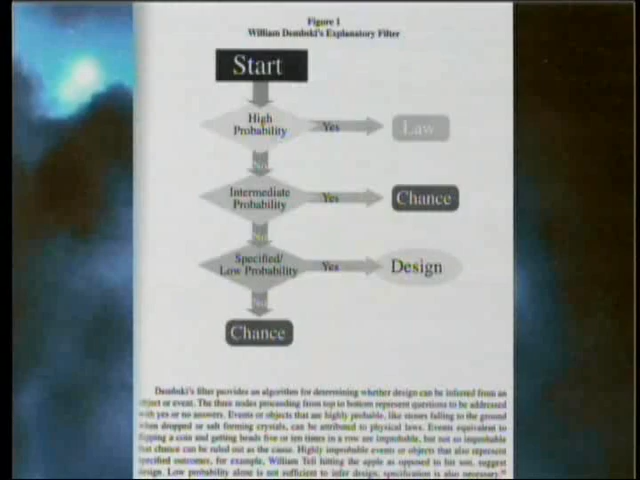 Figure 1
William Dembski's Explanatory Filter
Start
High
Probability
Yes
Law
No
Intermediate
Probability
Yes
Chance
No
Specified/
Low Probability
Yes
Design
No
Chance
Dembski's filter provides an algorithm for determining whether design can be inferred from an
object or event. The three nodes proceeding from top to bottom represent questions to be addressed
with yes or no answers. Events or objects that are highly probable, like stones falling to the ground
when dropped or salt forming crystals, can be attributed to physical laws. Events equivalent to
flipping a coin and getting heads five or ten times in a row are improbable, but not so improbable
that chance can be ruled out as the cause. Highly improbable events or objects that also represent
specified outcomes, for example, William Tell hitting the apple as opposed to his son, suggest
design. Low probability alone is not sufficient to infer design; specification is also necessary.